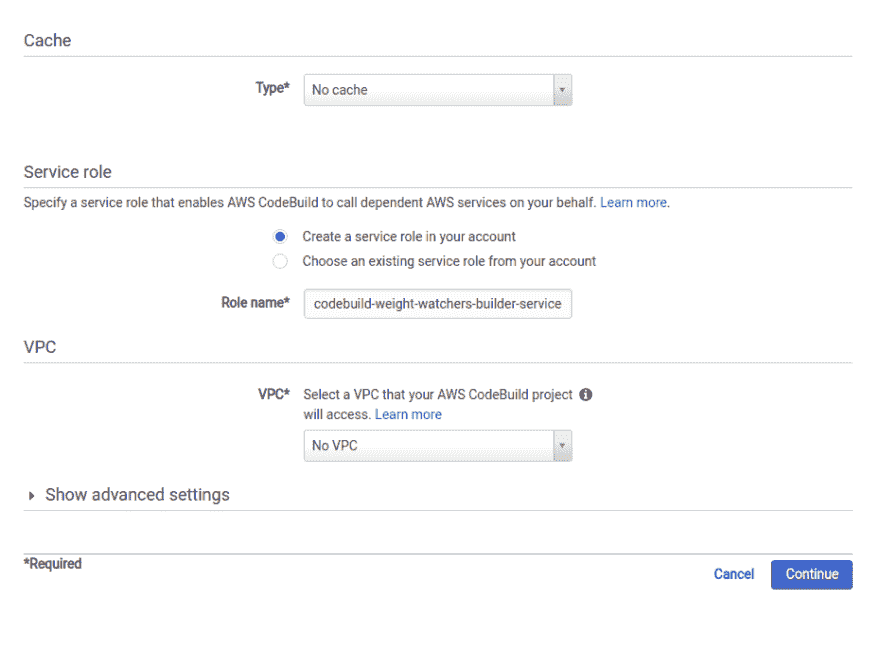 Cache
Type* No cache
Service role
Specify a service role that enables AWS CodeBuild to call dependent AWS services on your behalf. Learn more.
Create a service role in your account
Choose an existing service role from your account
Role name* codebuild-weight-watchers-builder-service
VPC
VPC* Select a VPC that your AWS CodeBuild project
will access. Learn more
No VPC
Show advanced settings
*Required
Cancel Continue